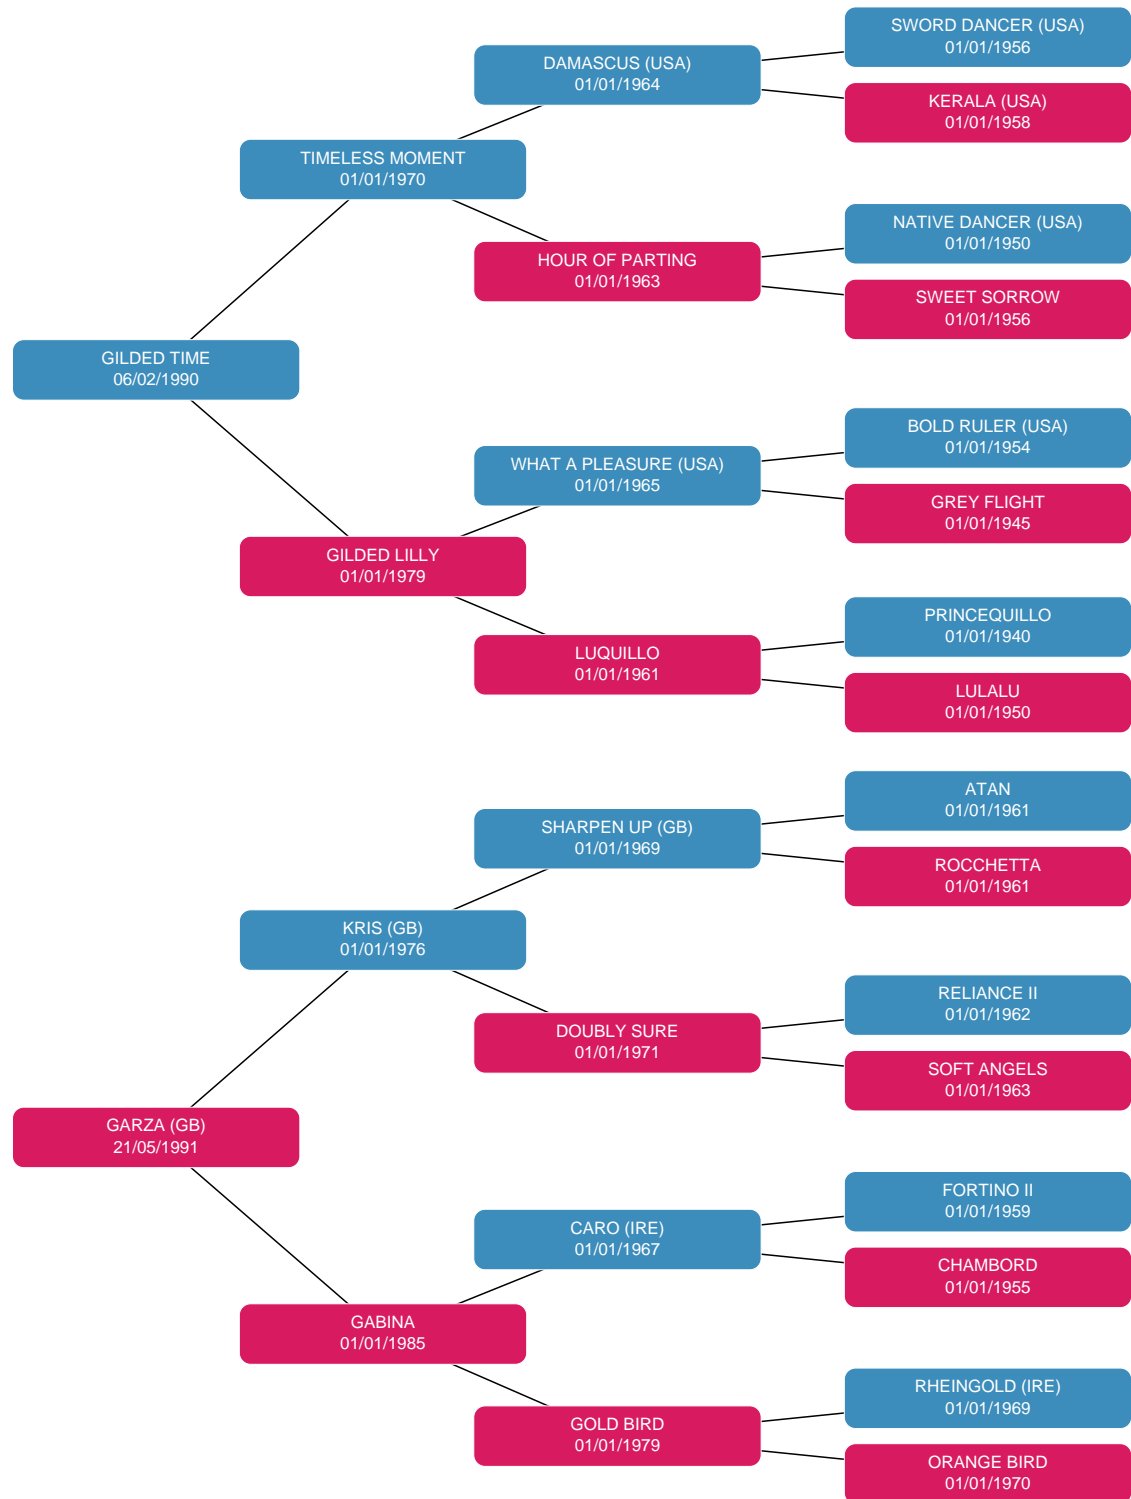 SWORD DANCER (USA)
01/01/1956
DAMASCUS (USA)
01/01/1964
KERALA (USA)
01/01/1958
TIMELESS MOMENT
01/01/1970
NATIVE DANCER (USA)
01/01/1950
HOUR OF PARTING
01/01/1963
SWEET SORROW
01/01/1956
GILDED TIME
06/02/1990
BOLD RULER (USA)
01/01/1954
WHAT A PLEASURE (USA)
01/01/1965
GREY FLIGHT
01/01/1945
GILDED LILLY
01/01/1979
PRINCEQUILLO
01/01/1940
LUQUILLO
01/01/1961
LULALU
01/01/1950
ATAN
01/01/1961
SHARPEN UP (GB)
01/01/1969
ROCCHETTA
01/01/1961
KRIS (GB)
01/01/1976
RELIANCE II
01/01/1962
DOUBLY SURE
01/01/1971
SOFT ANGELS
01/01/1963
GARZA (GB)
21/05/1991
FORTINO II
01/01/1959
CARO (IRE)
01/01/1967
CHAMBORD
01/01/1955
GABINA
01/01/1985
RHEINGOLD (IRE)
01/01/1969
GOLD BIRD
01/01/1979
ORANGE BIRD
01/01/1970